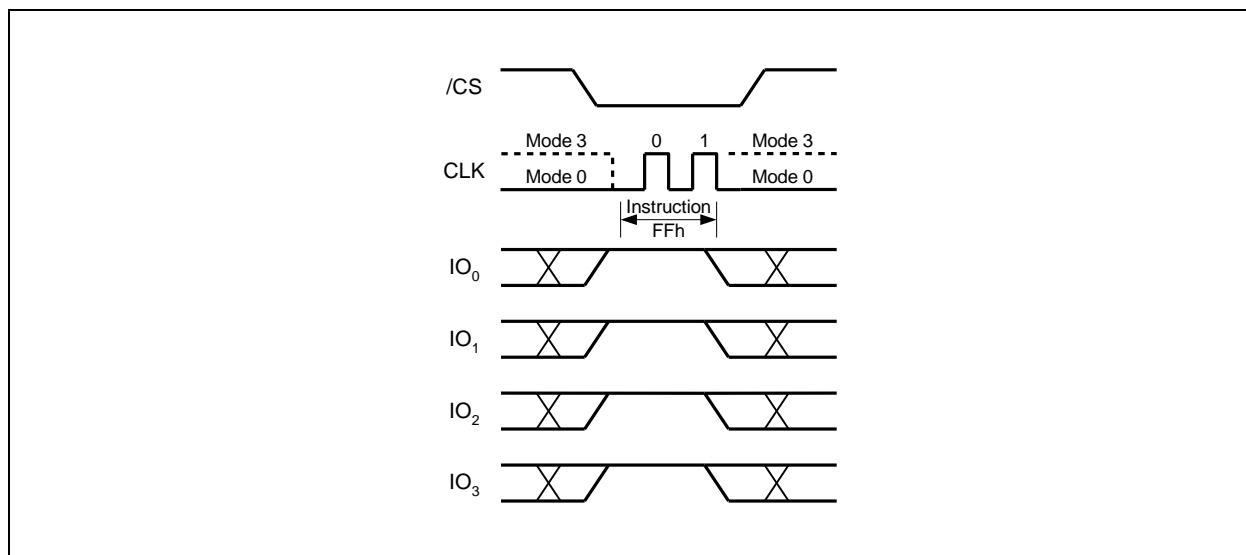 /CS
Mode 3 0 1 Mode 3
CLK
Mode 0 Mode 0
Instruction
FFh
IO0
IO1
IO2
IO3